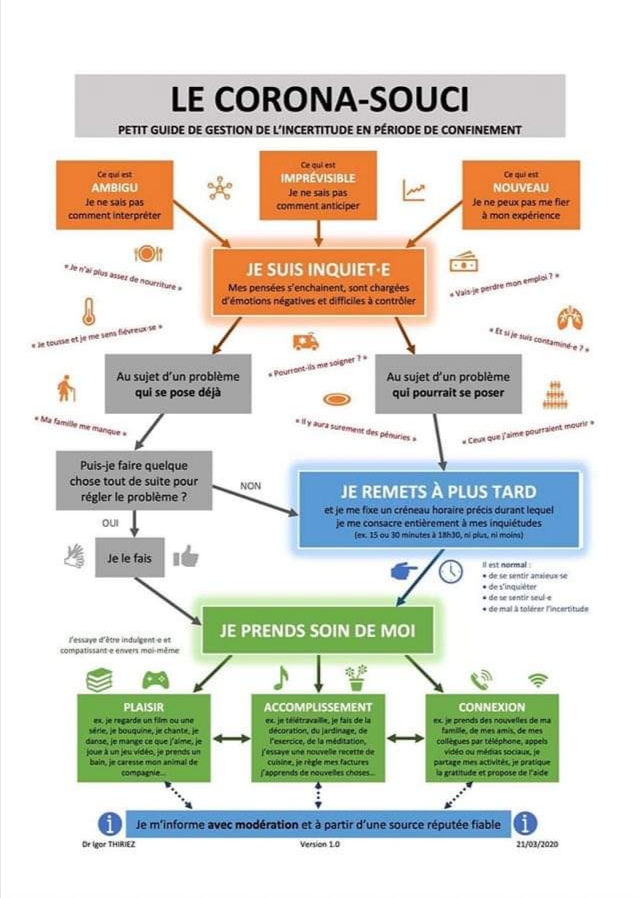 LE CORONA-SOUCI
PETIT GUIDE DE GESTION DE L'INCERTITUDE EN PÉRIODE DE CONFINEMENT
Ce qui est
AMBIGU
Je ne sais pas
comment interpréter
Ce qui est
IMPRÉVISIBLE
Je ne sais pas
comment anticiper
Ce qui est
NOUVEAU
Je ne peux pas me fier
à mon expérience
JE SUIS INQUIET·E
Mes pensées s'enchainent, sont chargées
d'émotions négatives et difficiles à contrôler
« Je n'ai plus assez de nourriture »
« Je tousse et je me sens fiévreux·se »
« Ma famille me manque »
« Vais-je perdre mon emploi ? »
« Et si je suis contaminé·e ? »
« Pourront-ils me soigner ? »
« Il y aura surement des pénuries »
« Ceux que j'aime pourraient mourir »
Au sujet d'un problème
qui se pose déjà
Au sujet d'un problème
qui pourrait se poser
Puis-je faire quelque
chose tout de suite pour
régler le problème ?
NON
OUI
Je le fais
JE REMETS À PLUS TARD
et je me fixe un créneau horaire précis durant lequel
je me consacre entièrement à mes inquiétudes
(ex. 15 ou 30 minutes à 18h30, ni plus, ni moins)
Il est normal :
• de se sentir anxieux·se
• de s'inquiéter
• de se sentir seul·e
• de mal à tolérer l'incertitude
JE PRENDS SOIN DE MOI
J'essaye d'être indulgent·e et
compatissant·e envers moi-même
PLAISIR
ex. je regarde un film ou une
série, je bouquine, je chante, je
danse, je mange ce que j'aime, je
joue à un jeu vidéo, je prends un
bain, je caresse mon animal de
compagnie...
ACCOMPLISSEMENT
ex. je télétravaille, je fais de la
décoration, du jardinage, de
l'exercice, de la méditation,
j'essaye une nouvelle recette de
cuisine, je règle mes factures
j'apprends de nouvelles choses...
CONNEXION
ex. je prends des nouvelles de ma
famille, de mes amis, de mes
collègues par téléphone, appels
vidéo ou médias sociaux, je
partage mes activités, je pratique
la gratitude et propose de l'aide
i
Je m'informe avec modération et à partir d'une source réputée fiable
i
Dr Igor THIRIEZ
Version 1.0
21/03/2020